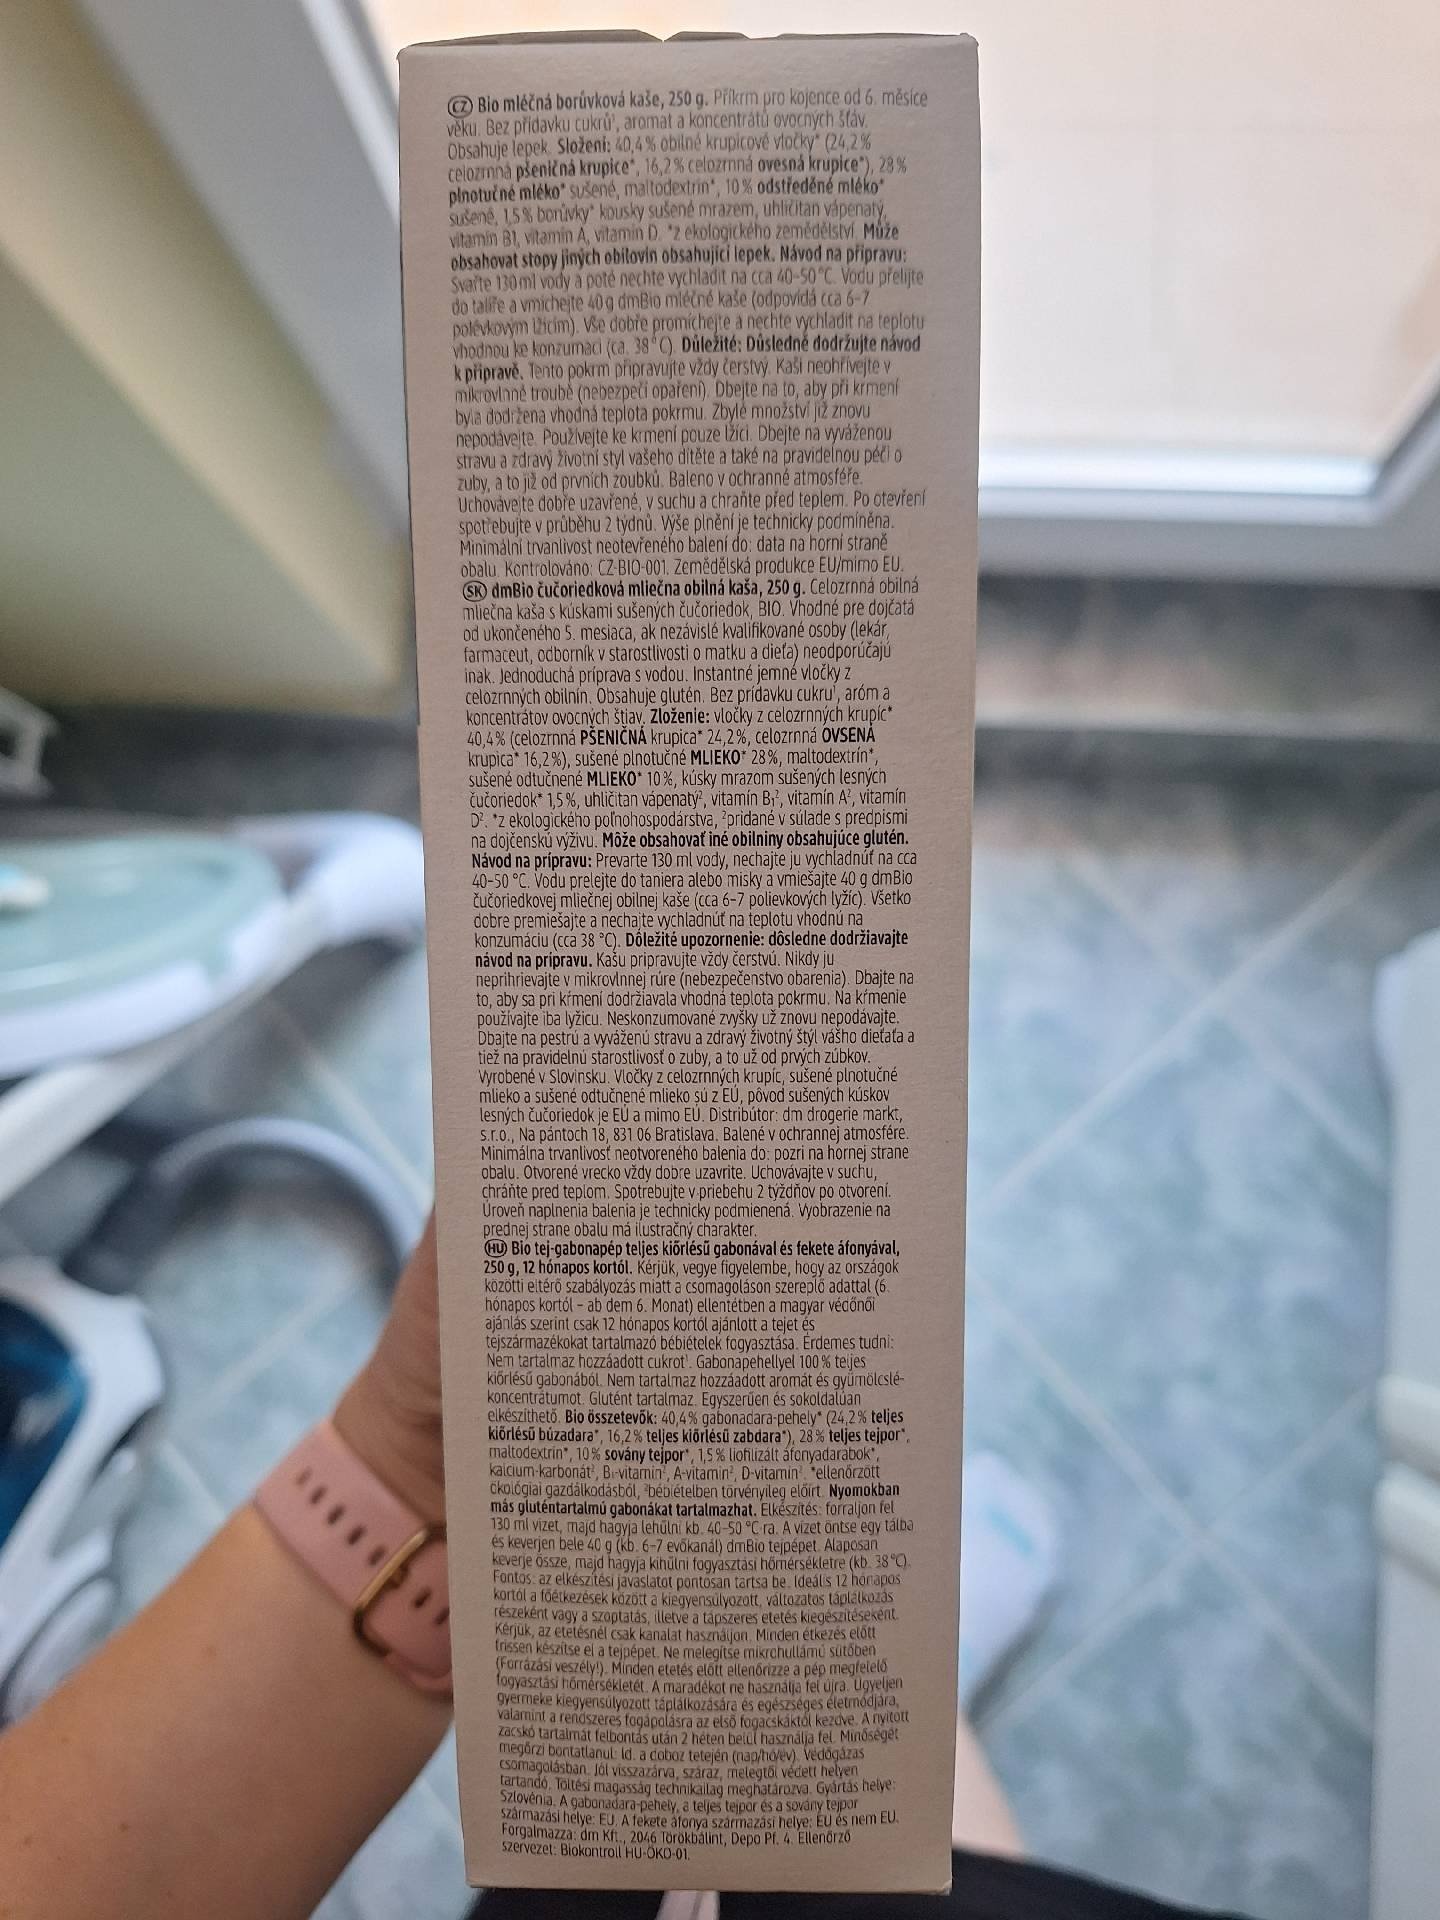 CZ Bio mléčná borůvková kaše, 250 g. Příkrm pro kojence od 6. měsíce
věku. Bez přídavku cukrů¹, aromat a koncentrátů ovocných šťáv.
Obsahuje lepek. Složení: 40,4 % obilné krupicové vločky* (24,2 %
celozrnná pšeničná krupice*, 16,2 % celozrnná ovesná krupice*), 28 %
plnotučné mléko* sušené, maltodextrin*, 10 % odstředěné mléko*
sušené, 1,5 % borůvky* kousky sušené mrazem, uhličitan vápenatý,
vitamín B1, vitamín A, vitamín D. *z ekologického zemědělství. Může
obsahovat stopy jiných obilovin obsahující lepek. Návod na přípravu:
Svařte 130 ml vody a poté nechte vychladit na cca 40-50 °C. Vodu přelijte
do talíře a vmíchejte 40 g dmBio mléčné kaše (odpovídá cca 6-7
polévkovým lžícím). Vše dobře promíchejte a nechte vychladit na teplotu
vhodnou ke konzumaci (ca. 38 °C). Důležité: Důsledně dodržujte návod
k přípravě. Tento pokrm připravujte vždy čerstvý. Kaši neohřívejte v
mikrovlnné troubě (nebezpečí opaření). Dbejte na to, aby při krmení
byla dodržena vhodná teplota pokrmu. Zbylé množství již znovu
nepodávejte. Používejte ke krmení pouze lžíci. Dbejte na vyváženou
stravu a zdravý životní styl vašeho dítěte a také na pravidelnou péči o
zuby, a to již od prvních zoubků. Baleno v ochranné atmosféře.
Uchovávejte dobře uzavřené, v suchu a chraňte před teplem. Po otevření
spotřebujte v průběhu 2 týdnů. Výše plnění je technicky podmíněna.
Minimální trvanlivost neotevřeného balení do: data na horní straně
obalu. Kontrolováno: CZ-BIO-001. Zemědělská produkce EU/mimo EU.
SK dmBio čučoriedková mliečna obilná kaša, 250 g. Celozrnná obilná
mliečna kaša s kúskami sušených čučoriedok, BIO. Vhodné pre dojčatá
od ukončeného 5. mesiaca, ak nezávislé kvalifikované osoby (lekár,
farmaceut, odborník v starostlivosti o matku a dieťa) neodporúčajú
inak. Jednoduchá príprava s vodou. Instantné jemné vločky z
celozrnných obilnín. Obsahuje glutén. Bez prídavku cukru¹, aróm a
koncentrátov ovocných štiav. Zloženie: vločky z celozrnných krupíc*
40,4% (celozrnná PŠENIČNÁ krupica* 24,2%, celozrnná OVSENÁ
krupica* 16,2%), sušené plnotučné MLIEKO* 28%, maltodextrín*,
sušené odtučnené MLIEKO* 10%, kúsky mrazom sušených lesných
čučoriedok* 1,5%, uhličitan vápenatý², vitamín B₁², vitamín A², vitamín
D². *z ekologického poľnohospodárstva, ²pridané v súlade s predpismi
na dojčenskú výživu. Môže obsahovať iné obilniny obsahujúce glutén.
Návod na prípravu: Prevarte 130 ml vody, nechajte ju vychladnúť na cca
40-50 °C. Vodu prelejte do taniera alebo misky a vmiešajte 40 g dmBio
čučoriedkovej mliečnej obilnej kaše (cca 6-7 polievkových lyžíc). Všetko
dobre premiešajte a nechajte vychladnúť na teplotu vhodnú na
konzumáciu (cca 38 °C). Dôležité upozornenie: dôsledne dodržiavajte
návod na prípravu. Kašu pripravujte vždy čerstvú. Nikdy ju
neprihrievajte v mikrovlnnej rúre (nebezpečenstvo obarenia). Dbajte na
to, aby sa pri kŕmení dodržiavala vhodná teplota pokrmu. Na kŕmenie
používajte iba lyžicu. Neskonzumované zvyšky už znovu nepodávajte.
Dbajte na pestrú a vyváženú stravu a zdravý životný štýl vášho dieťaťa a
tiež na pravidelnú starostlivosť o zuby, a to už od prvých zúbkov.
Vyrobené v Slovinsku. Vločky z celozrnných krupíc, sušené plnotučné
mlieko a sušené odtučnené mlieko sú z EÚ, pôvod sušených kúskov
lesných čučoriedok je EÚ a mimo EÚ. Distribútor: dm drogerie markt,
s.r.o., Na pántoch 18, 831 06 Bratislava. Balené v ochrannej atmosfére.
Minimálna trvanlivosť neotvoreného balenia do: pozri na hornej strane
obalu. Otvorené vrecko vždy dobre uzavrite. Uchovávajte v suchu,
chráňte pred teplom. Spotrebujte v priebehu 2 týždňov po otvorení.
Úroveň naplnenia balenia je technicky podmienená. Vyobrazenie na
prednej strane obalu má ilustračný charakter.
HU Bio tej-gabonapép teljes kiőrlésű gabonával és fekete áfonyával,
250 g, 12 hónapos kortól. Kérjük, vegye figyelembe, hogy az országok
közötti eltérő szabályozás miatt a csomagoláson szereplő adattal (6.
hónapos kortól – ab dem 6. Monat) ellentétben a magyar védőnői
ajánlás szerint csak 12 hónapos kortól ajánlott a tejet és
tejszármazékokat tartalmazó bébiételek fogyasztása. Érdemes tudni:
Nem tartalmaz hozzáadott cukrot¹. Gabonapehellyel 100 % teljes
kiőrlésű gabonából. Nem tartalmaz hozzáadott aromát és gyümölcslé-
koncentrátumot. Glutént tartalmaz. Egyszerűen és sokoldalúan
elkészíthető. Bio összetevők: 40,4 % gabonadara-pehely* (24,2 % teljes
kiőrlésű búzadara*, 16,2 % teljes kiőrlésű zabdara*), 28 % teljes tejpor*,
maltodextrin*, 10 % sovány tejpor*, 1,5 % liofilizált áfonyadarabok*,
kalcium-karbonát², B₁-vitamin², A-vitamin², D-vitamin². *ellenőrzött
ökológiai gazdálkodásból, ²bébiételben törvényileg előírt. Nyomokban
más gluténtartalmú gabonákat tartalmazhat. Elkészítés: forraljon fel
130 ml vizet, majd hagyja lehűlni kb. 40-50 °C-ra. A vizet öntse egy tálba
és keverjen bele 40 g (kb. 6-7 evőkanál) dmBio tejpépet. Alaposan
keverje össze, majd hagyja kihűlni fogyasztási hőmérsékletre (kb. 38 °C).
Fontos: az elkészítési javaslatot pontosan tartsa be. Ideális 12 hónapos
kortól a főétkezések között a kiegyensúlyozott, változatos táplálkozás
részeként vagy a szoptatás, illetve a tápszeres etetés kiegészítéseként.
Kérjük, az etetésnél csak kanalat használjon. Minden étkezés előtt
frissen készítse el a tejpépet. Ne melegítse mikrohullámú sütőben
(Forrázási veszély!). Minden etetés előtt ellenőrizze a pép megfelelő
fogyasztási hőmérsékletét. A maradékot ne használja fel újra. Ügyeljen
gyermeke kiegyensúlyozott táplálkozására és egészséges életmódjára,
valamint a rendszeres fogápolásra az első fogacskáktól kezdve. A nyitott
zacskó tartalmát felbontás után 2 héten belül használja fel. Minőségét
megőrzi bontatlanul: ld. a doboz tetején (nap/hó/év). Védőgázas
csomagolásban. Jól visszazárva, száraz, melegtől védett helyen
tartandó. Töltési magasság technikailag meghatározva. Gyártás helye:
Szlovénia. A gabonadara-pehely, a teljes tejpor és a sovány tejpor
származási helye: EU. A fekete áfonya származási helye: EU és nem EU.
Forgalmazza: dm Kft., 2046 Törökbálint, Depo Pf. 4. Ellenőrző
szervezet: Biokontroll HU-ÖKO-01.